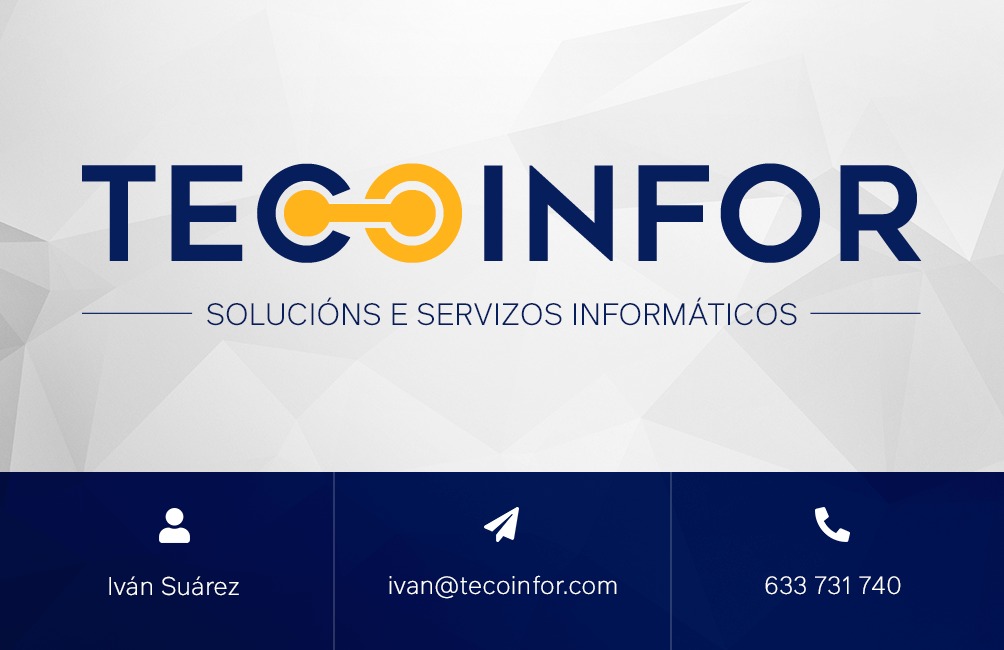 TECOINFOR
SOLUCIÓNS E SERVIZOS INFORMÁTICOS
Iván Suárez
ivan@tecoinfor.com
633 731 740